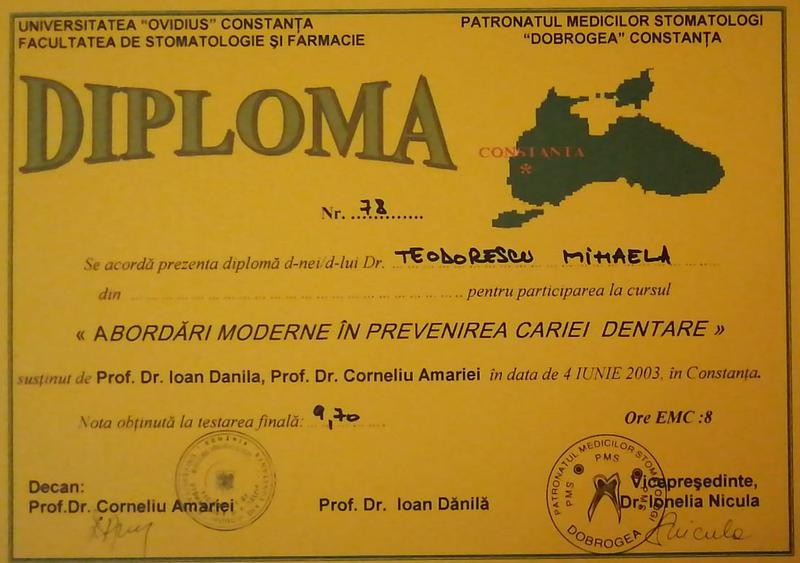 UNIVERSITATEA “OVIDIUS” CONSTANȚA
FACULTATEA DE STOMATOLOGIE ȘI FARMACIE
PATRONATUL MEDICILOR STOMATOLOGI
“DOBROGEA” CONSTANȚA
DIPLOMA
CONSTANTA
*
Nr. ..78..........
Se acordă prezenta diplomă d-nei/d-lui Dr. TEODORESCU MIHAELA
din ............................................ pentru participarea la cursul
« ABORDĂRI MODERNE ÎN PREVENIREA CARIEI DENTARE »
susținut de Prof. Dr. Ioan Danila, Prof. Dr. Corneliu Amariei în data de 4 IUNIE 2003, în Constanța.
Nota obținută la testarea finală: 9,70
Ore EMC :8
ROMÂNIA
PATRONATUL MEDICILOR STOMATOLOGI
PMS
PMS
DOBROGEA
Decan:
Prof.Dr. Corneliu Amariei
Prof. Dr. Ioan Dănilă
Vicepreședinte,
Dr. Ionelia Nicula
Nicula